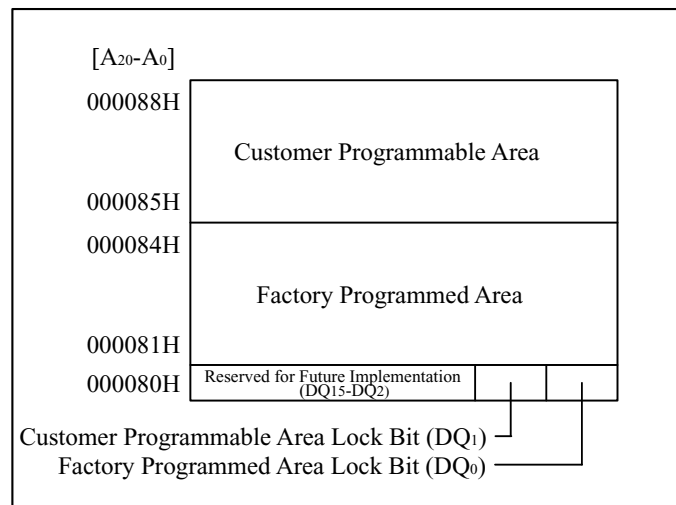 [A20-A0]
000088H
Customer Programmable Area
000085H
000084H
Factory Programmed Area
000081H
000080H
Reserved for Future Implementation
(DQ15-DQ2)
Customer Programmable Area Lock Bit (DQ1)
Factory Programmed Area Lock Bit (DQ0)